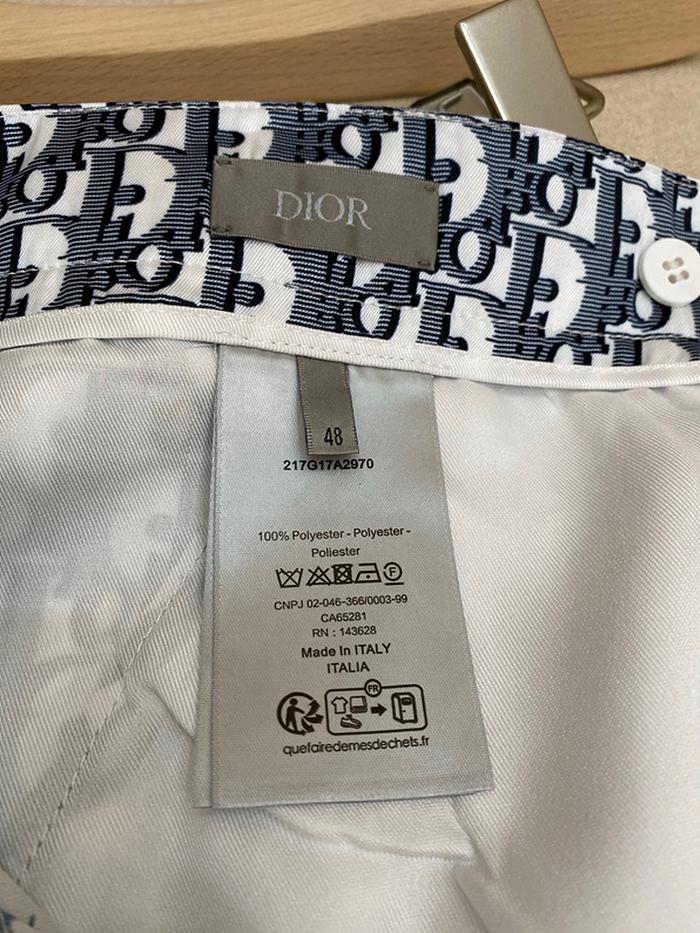 DIOR
48
217G17A2970
100% Polyester - Polyester -
Poliester
F
CNPJ 02-046-366/0003-99
CA65281
RN : 143628
Made In ITALY
ITALIA
FR
quefairedemesdechets.fr